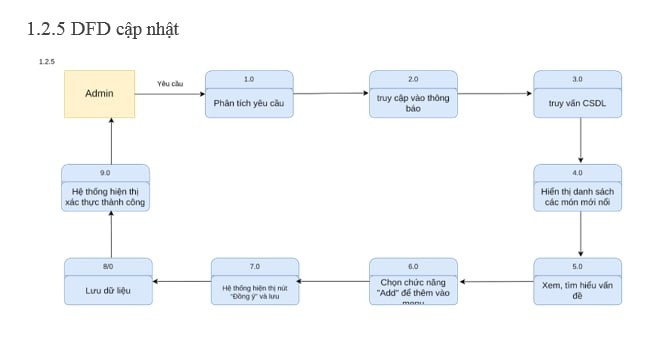 1.2.5 DFD cập nhật
1.2.5
Admin
Yêu cầu
1.0
Phân tích yêu cầu
2.0
truy cập vào thông
báo
3.0
truy vấn CSDL
9.0
Hệ thống hiện thị
xác thực thành công
4.0
Hiển thị danh sách
các món mới nổi
8/0
Lưu dữ liệu
7.0
Hệ thống hiện thị nút
"Đồng ý" và lưu
6.0
Chọn chức năng
"Add" để thêm vào
menu
5.0
Xem, tìm hiểu vấn
đề